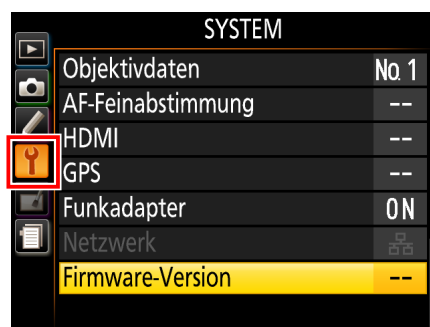 SYSTEM
Objektivdaten No. 1
AF-Feinabstimmung --
HDMI --
GPS --
Funkadapter ON
Netzwerk
Firmware-Version --